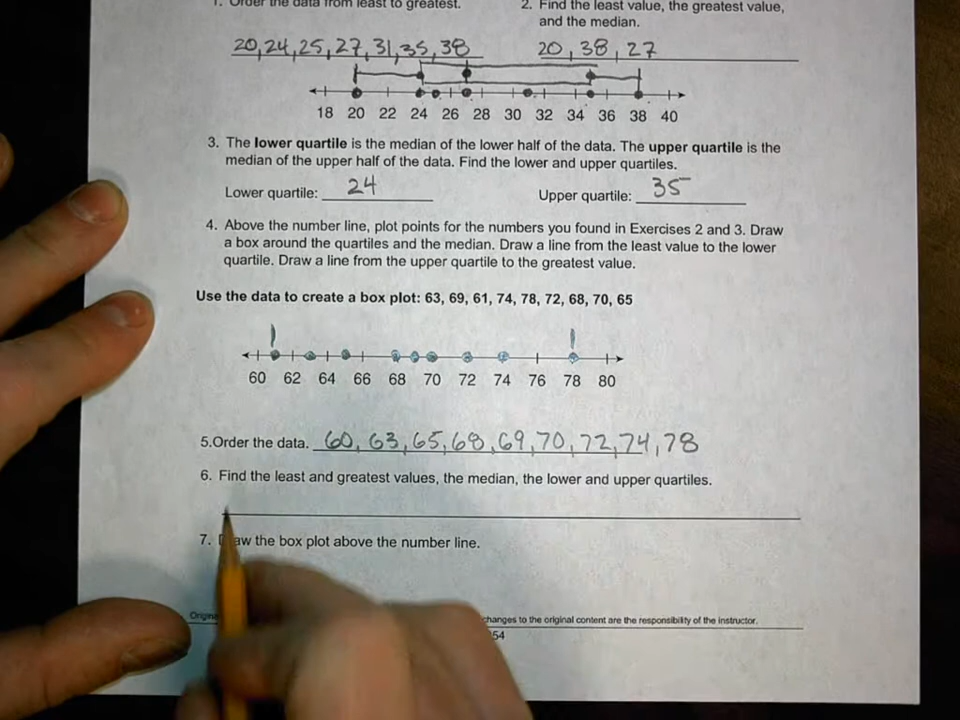 1. Order the data from least to greatest.
2. Find the least value, the greatest value,
and the median.
20,24,25,27,31,35,38
20, 38, 27
18 20 22 24 26 28 30 32 34 36 38 40
3. The lower quartile is the median of the lower half of the data. The upper quartile is the
median of the upper half of the data. Find the lower and upper quartiles.
Lower quartile: 24
Upper quartile: 35
4. Above the number line, plot points for the numbers you found in Exercises 2 and 3. Draw
a box around the quartiles and the median. Draw a line from the least value to the lower
quartile. Draw a line from the upper quartile to the greatest value.
Use the data to create a box plot: 63, 69, 61, 74, 78, 72, 68, 70, 65
60 62 64 66 68 70 72 74 76 78 80
5.Order the data. 60, 63, 65, 68, 69, 70, 72, 74, 78
6. Find the least and greatest values, the median, the lower and upper quartiles.
7. Draw the box plot above the number line.
changes to the original content are the responsibility of the instructor.
54